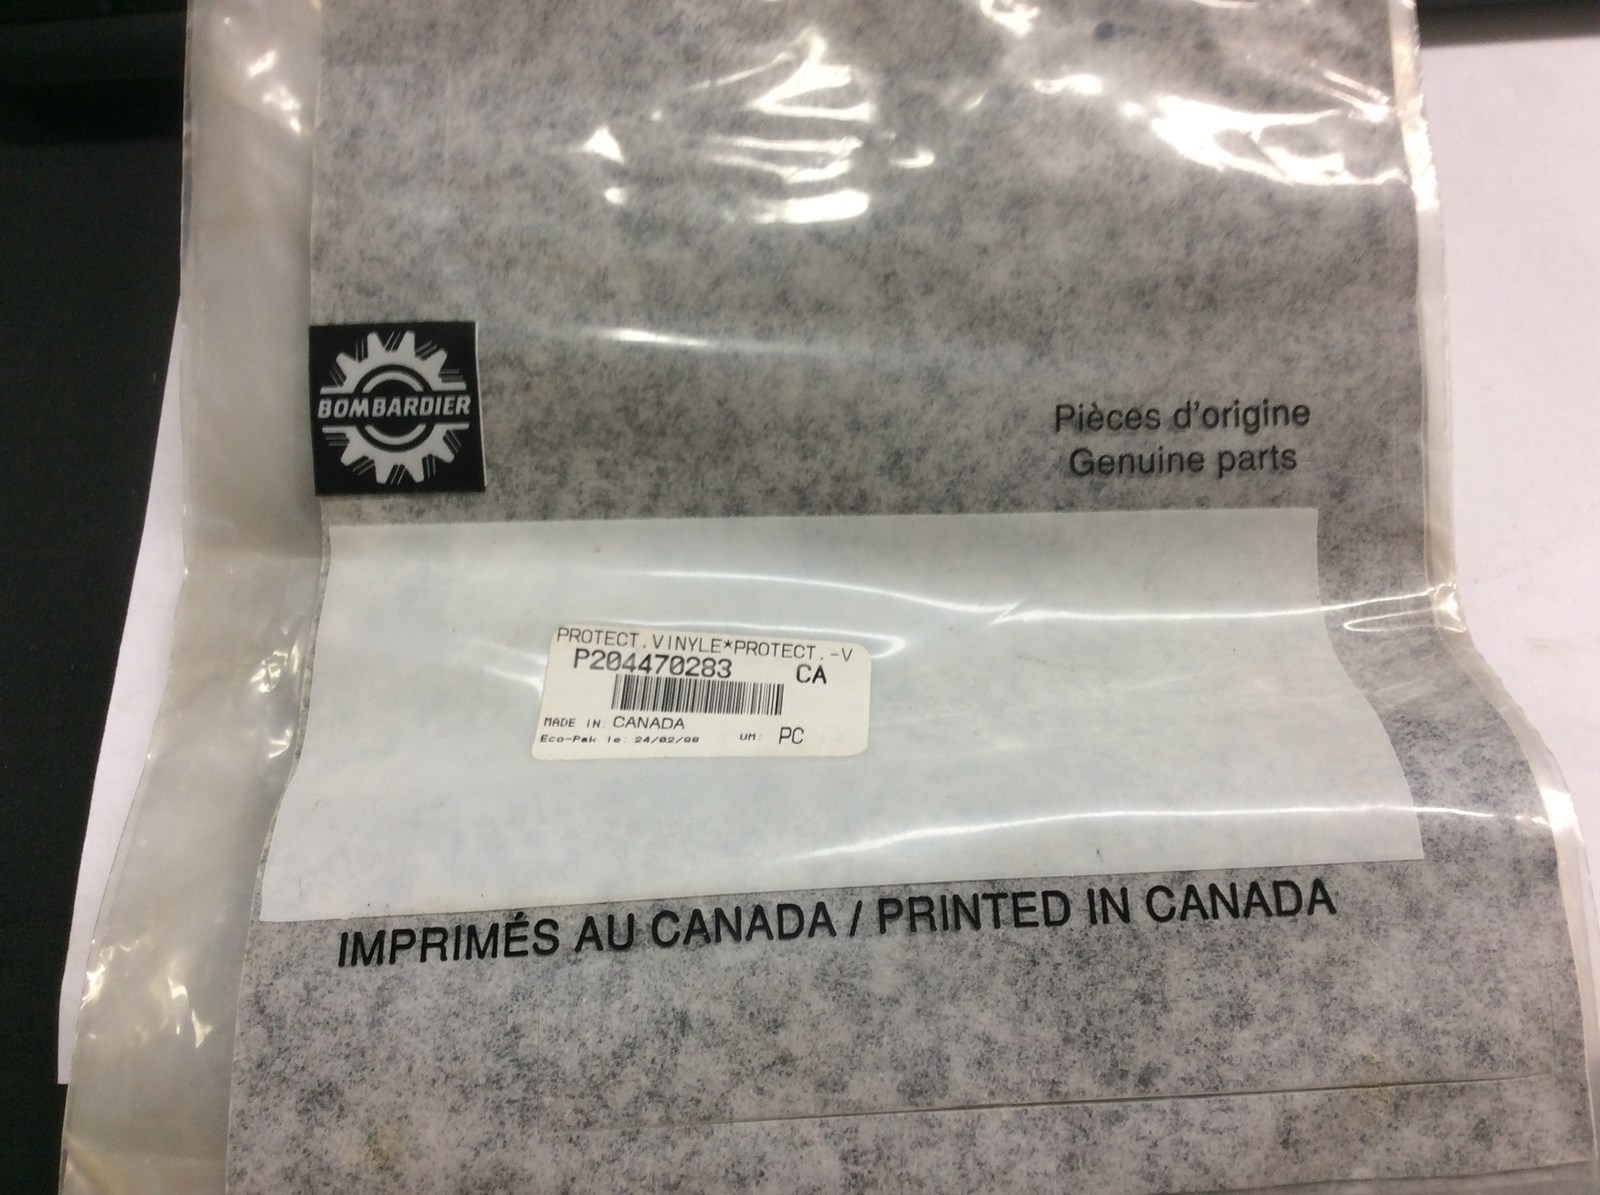 BOMBARDIER
Pièces d'origine
Genuine parts
PROTECT.VINYLE*PROTECT.-V
P204470283 CA
MADE IN: CANADA
Eco-Pak le: 24/02/98 UM: PC
IMPRIMÉS AU CANADA / PRINTED IN CANADA